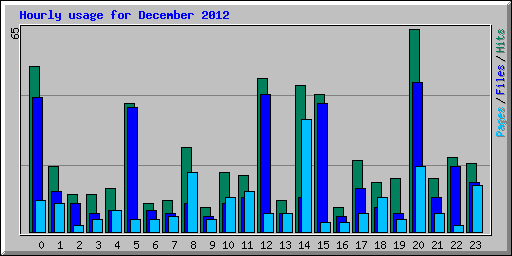 Hourly usage for December 2012
65
Pages/Files/Hits
0 1 2 3 4 5 6 7 8 9 10 11 12 13 14 15 16 17 18 19 20 21 22 23